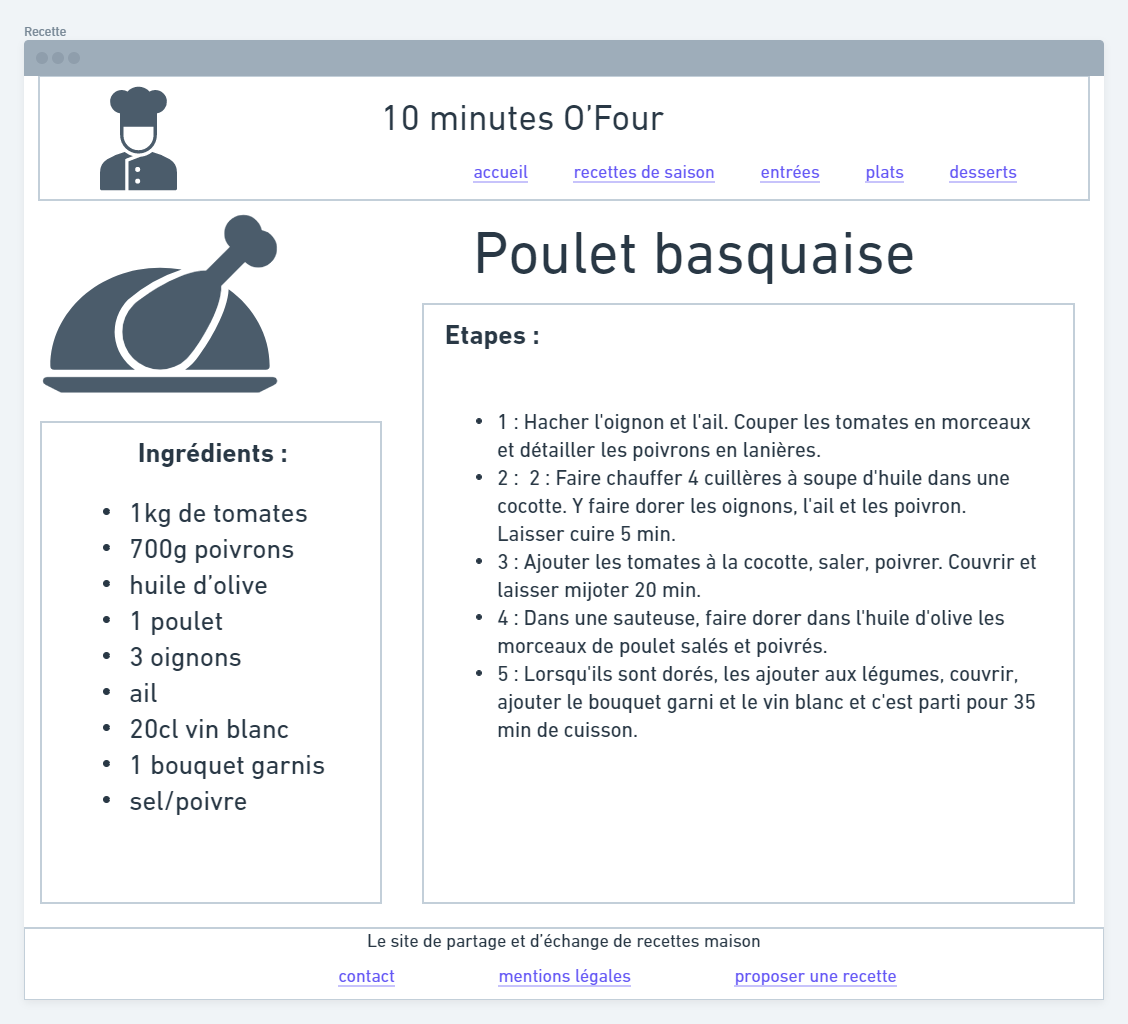 Recette
10 minutes O’Four
accueil recettes de saison entrées plats desserts
Poulet basquaise
Ingrédients :
• 1kg de tomates
• 700g poivrons
• huile d’olive
• 1 poulet
• 3 oignons
• ail
• 20cl vin blanc
• 1 bouquet garnis
• sel/poivre
Etapes :
• 1 : Hacher l'oignon et l'ail. Couper les tomates en morceaux
et détailler les poivrons en lanières.
• 2 :  2 : Faire chauffer 4 cuillères à soupe d'huile dans une
cocotte. Y faire dorer les oignons, l'ail et les poivron.
Laisser cuire 5 min.
• 3 : Ajouter les tomates à la cocotte, saler, poivrer. Couvrir et
laisser mijoter 20 min.
• 4 : Dans une sauteuse, faire dorer dans l'huile d'olive les
morceaux de poulet salés et poivrés.
• 5 : Lorsqu'ils sont dorés, les ajouter aux légumes, couvrir,
ajouter le bouquet garni et le vin blanc et c'est parti pour 35
min de cuisson.
Le site de partage et d’échange de recettes maison
contact mentions légales proposer une recette